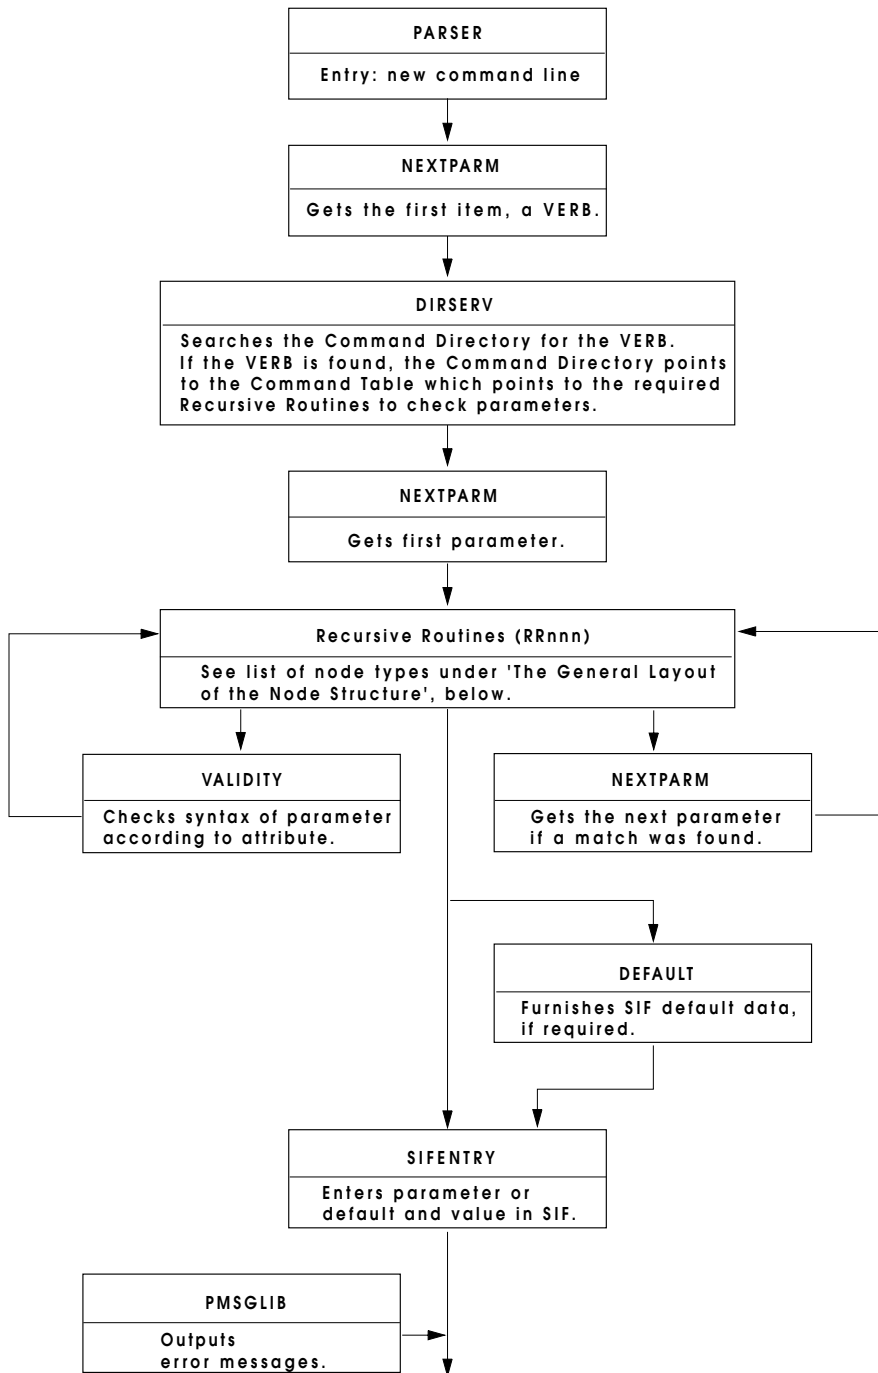 PARSER
Entry: new command line
NEXTPARM
Gets the first item, a VERB.
DIRSERV
Searches the Command Directory for the VERB.
If the VERB is found, the Command Directory points
to the Command Table which points to the required
Recursive Routines to check parameters.
NEXTPARM
Gets first parameter.
Recursive Routines (RRnnn)
See list of node types under 'The General Layout
of the Node Structure', below.
VALIDITY
Checks syntax of parameter
according to attribute.
NEXTPARM
Gets the next parameter
if a match was found.
DEFAULT
Furnishes SIF default data,
if required.
SIFENTRY
Enters parameter or
default and value in SIF.
PMSGLIB
Outputs
error messages.